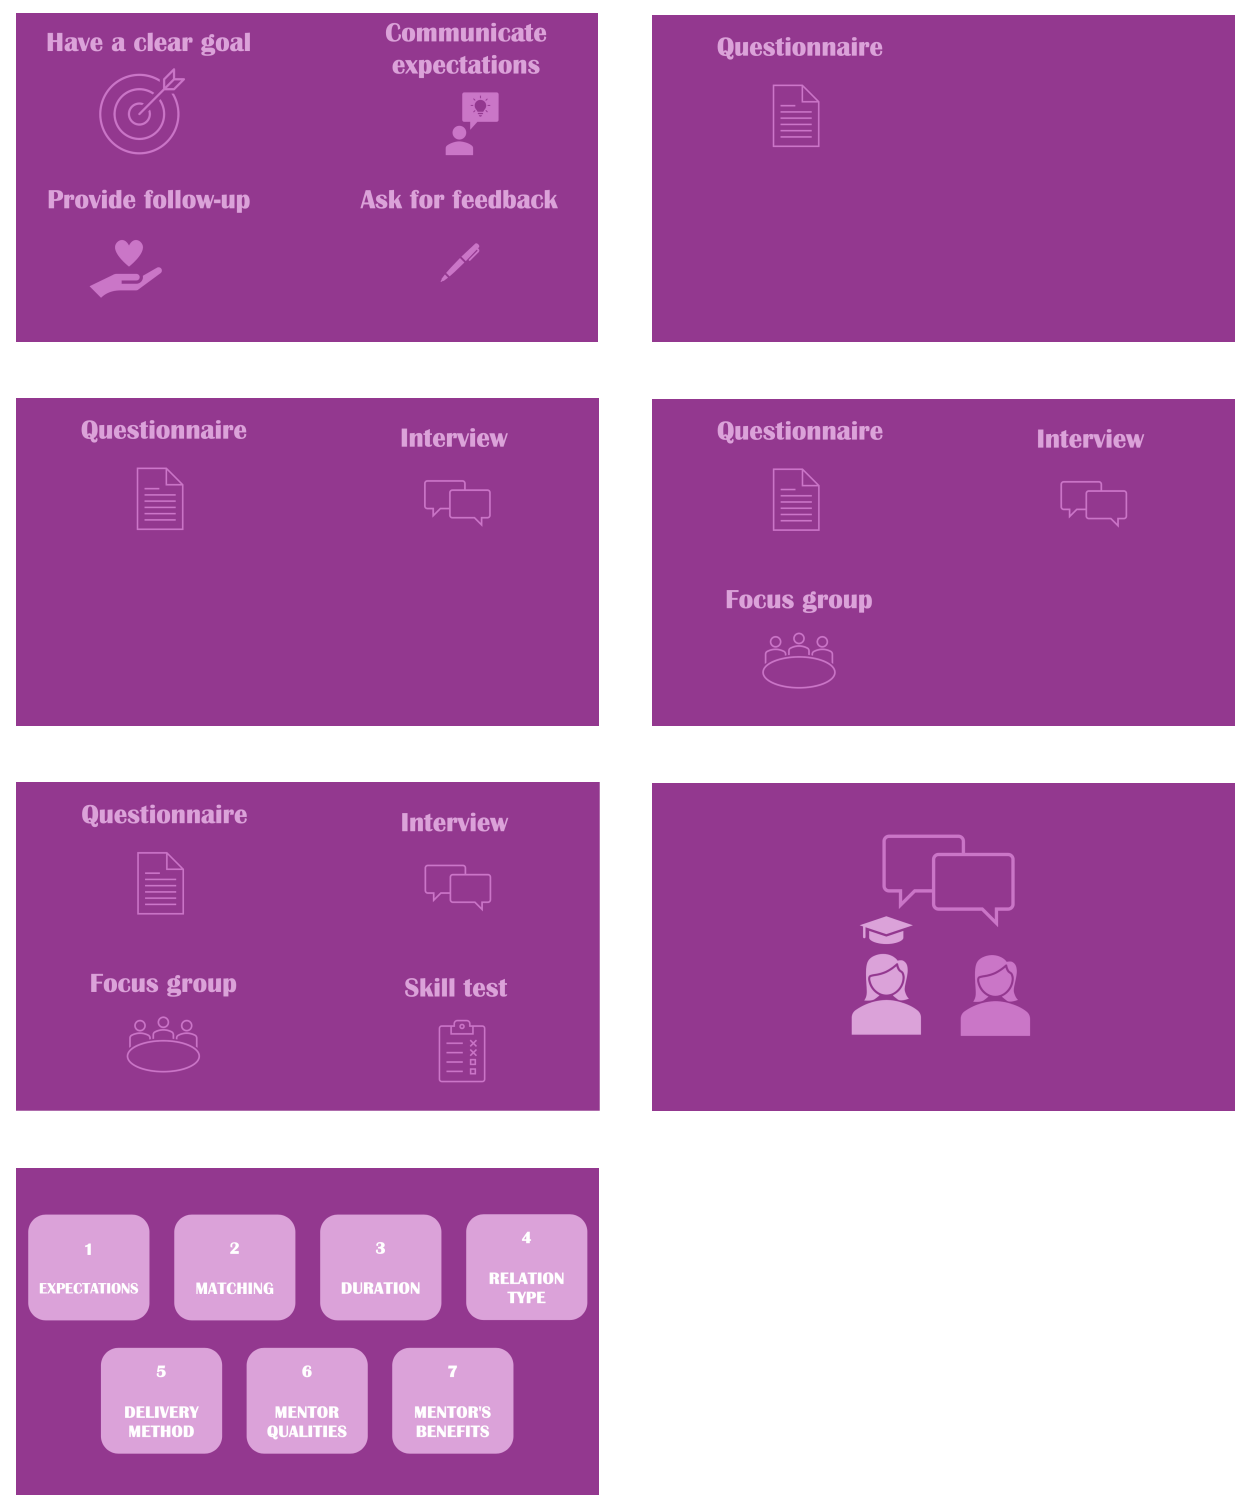 Have a clear goal
Communicate
expectations
Provide follow-up
Ask for feedback
Questionnaire
Questionnaire
Interview
Questionnaire
Interview
Focus group
Questionnaire
Interview
Focus group
Skill test
1
EXPECTATIONS
2
MATCHING
3
DURATION
4
RELATION
TYPE
5
DELIVERY
METHOD
6
MENTOR
QUALITIES
7
MENTOR'S
BENEFITS